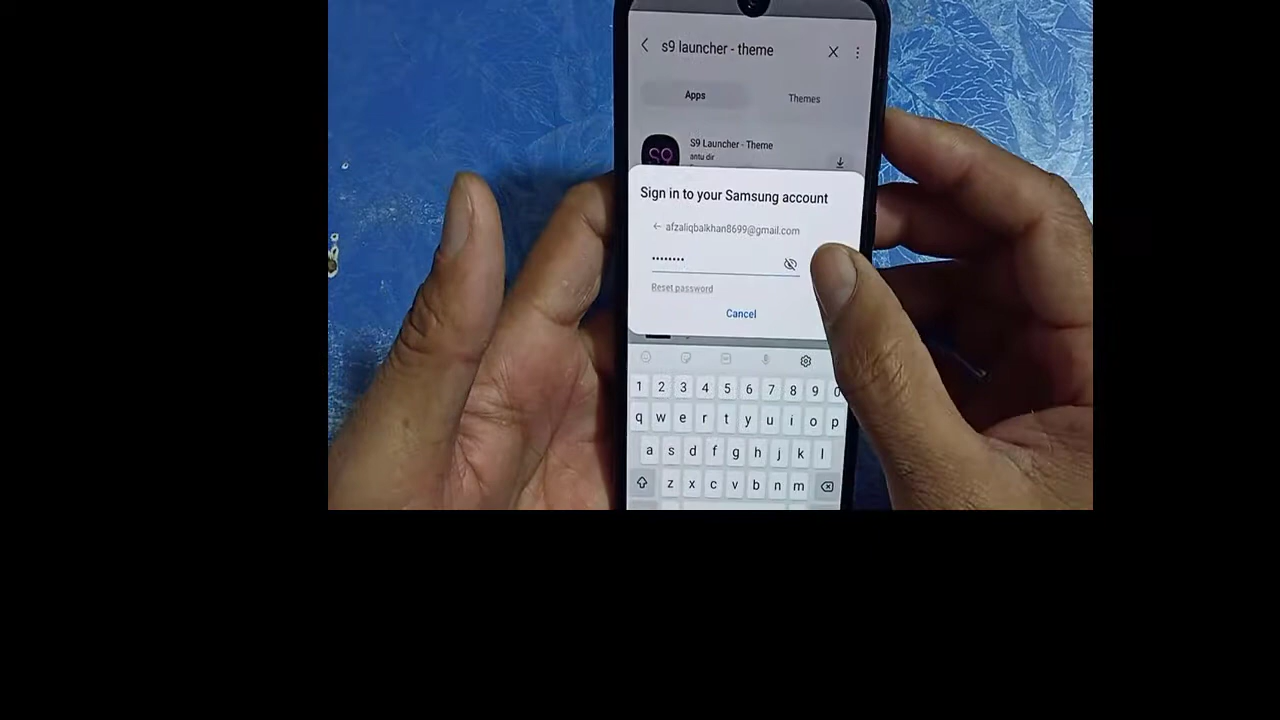 s9 launcher - theme
Apps
Themes
S9
S9 Launcher - Theme
antu dir
Sign in to your Samsung account
afzaliqbalkhan8699@gmail.com
••••••••
Reset password
Cancel
1 2 3 4 5 6 7 8 9 0
q w e r t y u i o p
a s d f g h j k l
z x c v b n m